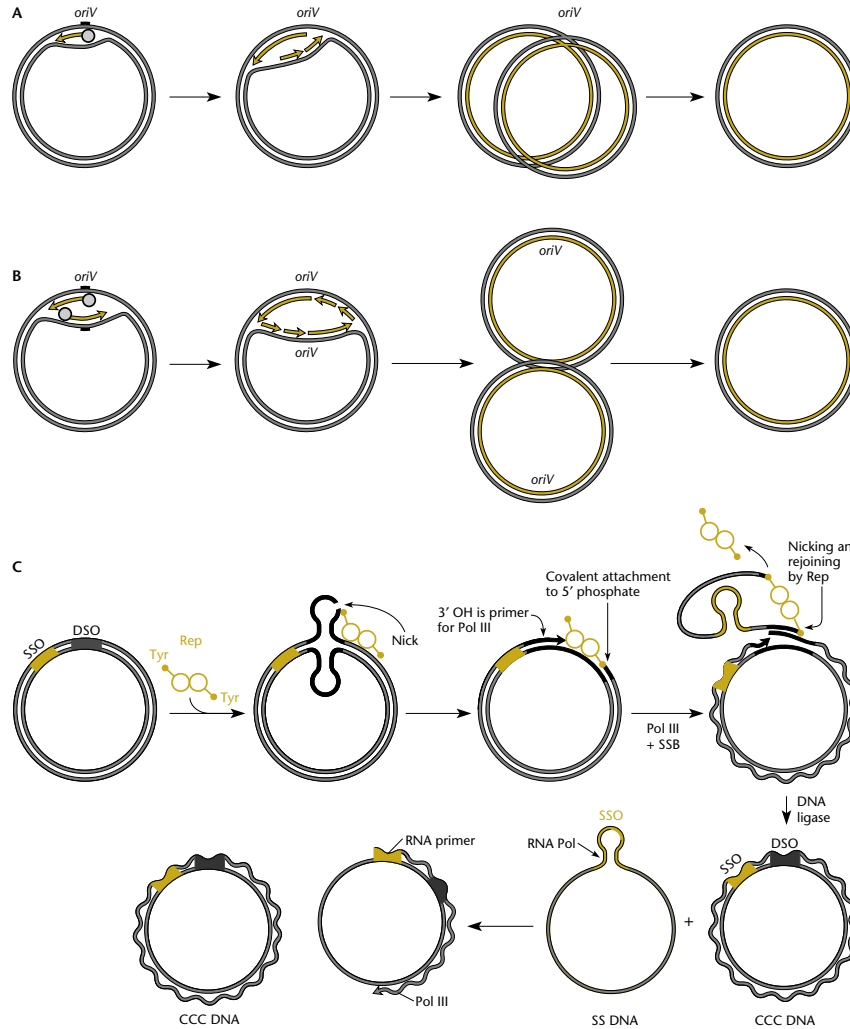 A
oriV
oriV
B
oriV
oriV
oriV
oriV
C
SSO
DSO
Rep
Tyr
Tyr
Nick
3′ OH is primer
for Pol III
Covalent attachment
to 5′ phosphate
Nicking an
rejoining
by Rep
Pol III
+ SSB
DNA
ligase
RNA primer
Pol III
CCC DNA
SSO
RNA Pol
SS DNA
+
SSO
DSO
CCC DNA